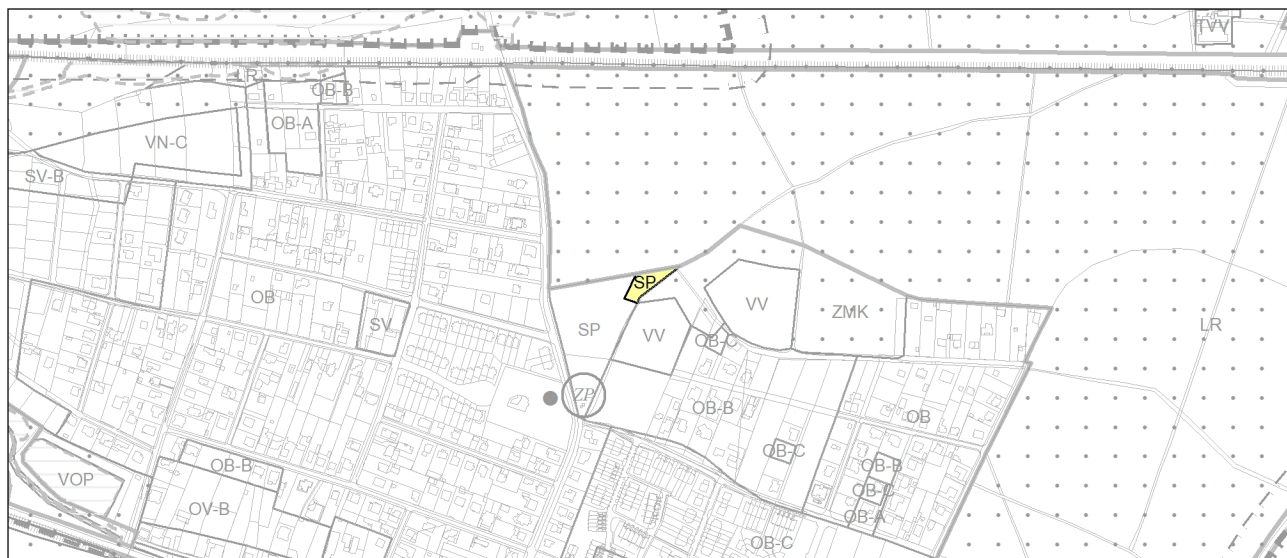 TVV
LR
OB-B
OB-A
VN-C
SV-B
SP
OB
SV
SP
VV
VV
ZMK
LR
OB-C
ZP
OB-B
OB
OB-C
OB-B
VOP
OB-B
OB-C
OV-B
OB-A
OB-C